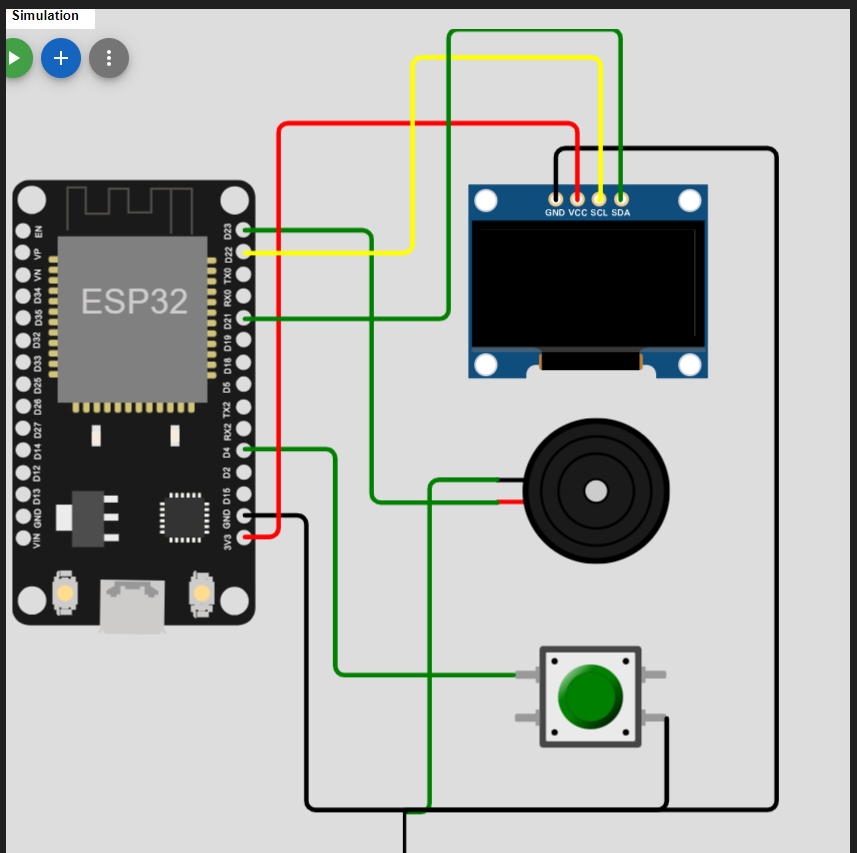 Simulation
GND VCC SCL SDA
ESP32
EN
VP
VN
D34
D35
D32
D33
D25
D26
D27
D14
D12
D13
GND
VIN
D23
D22
TX0
RX0
D21
D19
D18
D5
TX2
RX2
D4
D2
D15
GND
3V3